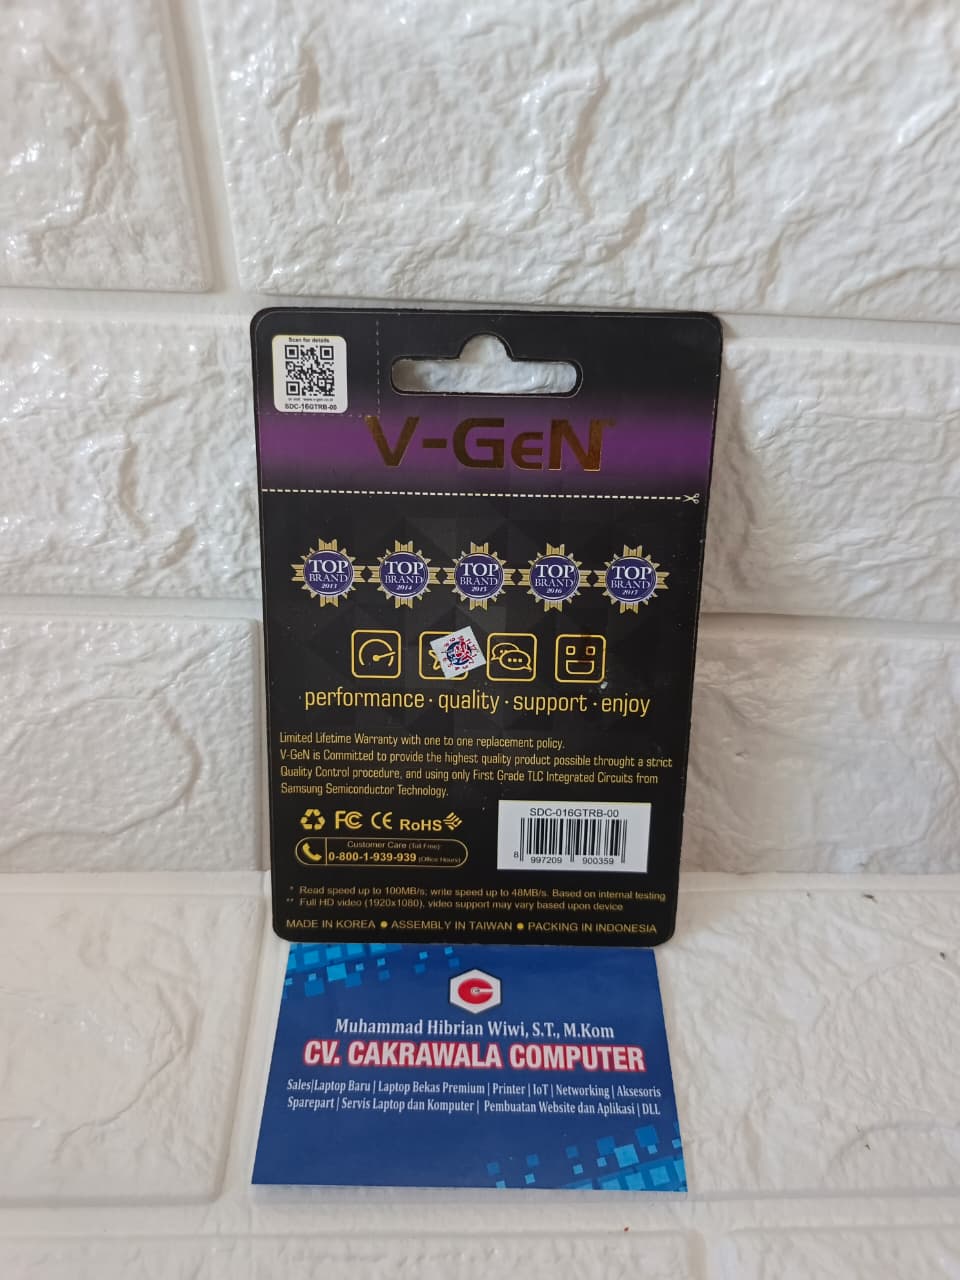 Scan for details
or visit www.v-gen.co.id
SDC-16GTRB-00
V-GeN™
TOP BRAND 2013
TOP BRAND 2014
TOP BRAND 2015
TOP BRAND 2016
TOP BRAND 2017
performance · quality · support · enjoy
Limited Lifetime Warranty with one to one replacement policy.
V-GeN is Committed to provide the highest quality product possible throught a strict
Quality Control procedure, and using only First Grade TLC Integrated Circuits from
Samsung Semiconductor Technology.
FC CE RoHS
SDC-016GTRB-00
8 997209 900359
Customer Care (Toll Free)
0-800-1-939-939 (Office Hours)
* Read speed up to 100MB/s; write speed up to 48MB/s. Based on internal testing
** Full HD video (1920x1080), video support may vary based upon device
MADE IN KOREA ● ASSEMBLY IN TAIWAN ● PACKING IN INDONESIA
Muhammad Hibrian Wiwi, S.T., M.Kom
CV. CAKRAWALA COMPUTER
Sales|Laptop Baru | Laptop Bekas Premium | Printer | IoT | Networking | Aksesoris
Sparepart | Servis Laptop dan Komputer | Pembuatan Website dan Aplikasi | DLL